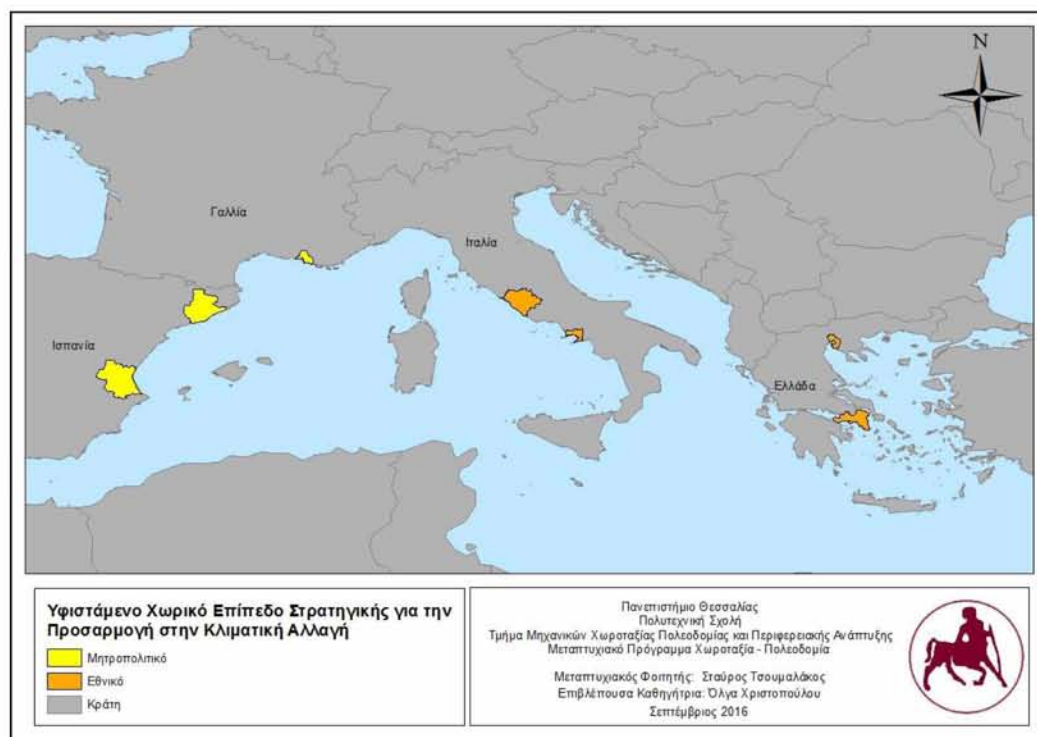 N
Γαλλία
Ιταλία
Ισπανία
Ελλάδα
Υφιστάμενο Χωρικό Επίπεδο Στρατηγικής για την
Προσαρμογή στην Κλιματική Αλλαγή
Μητροπολιτικό
Εθνικό
Κράτη
Πανεπιστήμιο Θεσσαλίας
Πολυτεχνική Σχολή
Τμήμα Μηχανικών Χωροταξίας Πολεοδομίας και Περιφερειακής Ανάπτυξης
Μεταπτυχιακό Πρόγραμμα Χωροταξία - Πολεοδομία
Μεταπτυχιακός Φοιτητής: Σταύρος Τσουμαλάκος
Επιβλέπουσα Καθηγήτρια: Όλγα Χριστοπούλου
Σεπτέμβριος 2016